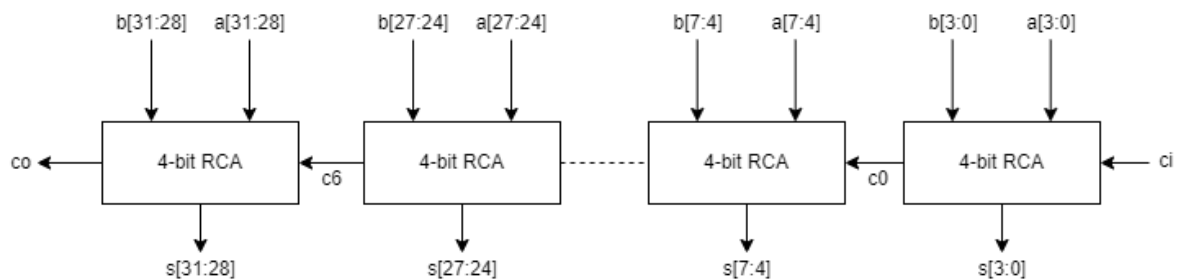 b[31:28] a[31:28] b[27:24] a[27:24] b[7:4] a[7:4] b[3:0] a[3:0]
co 4-bit RCA 4-bit RCA 4-bit RCA 4-bit RCA ci
c6 c0
s[31:28] s[27:24] s[7:4] s[3:0]